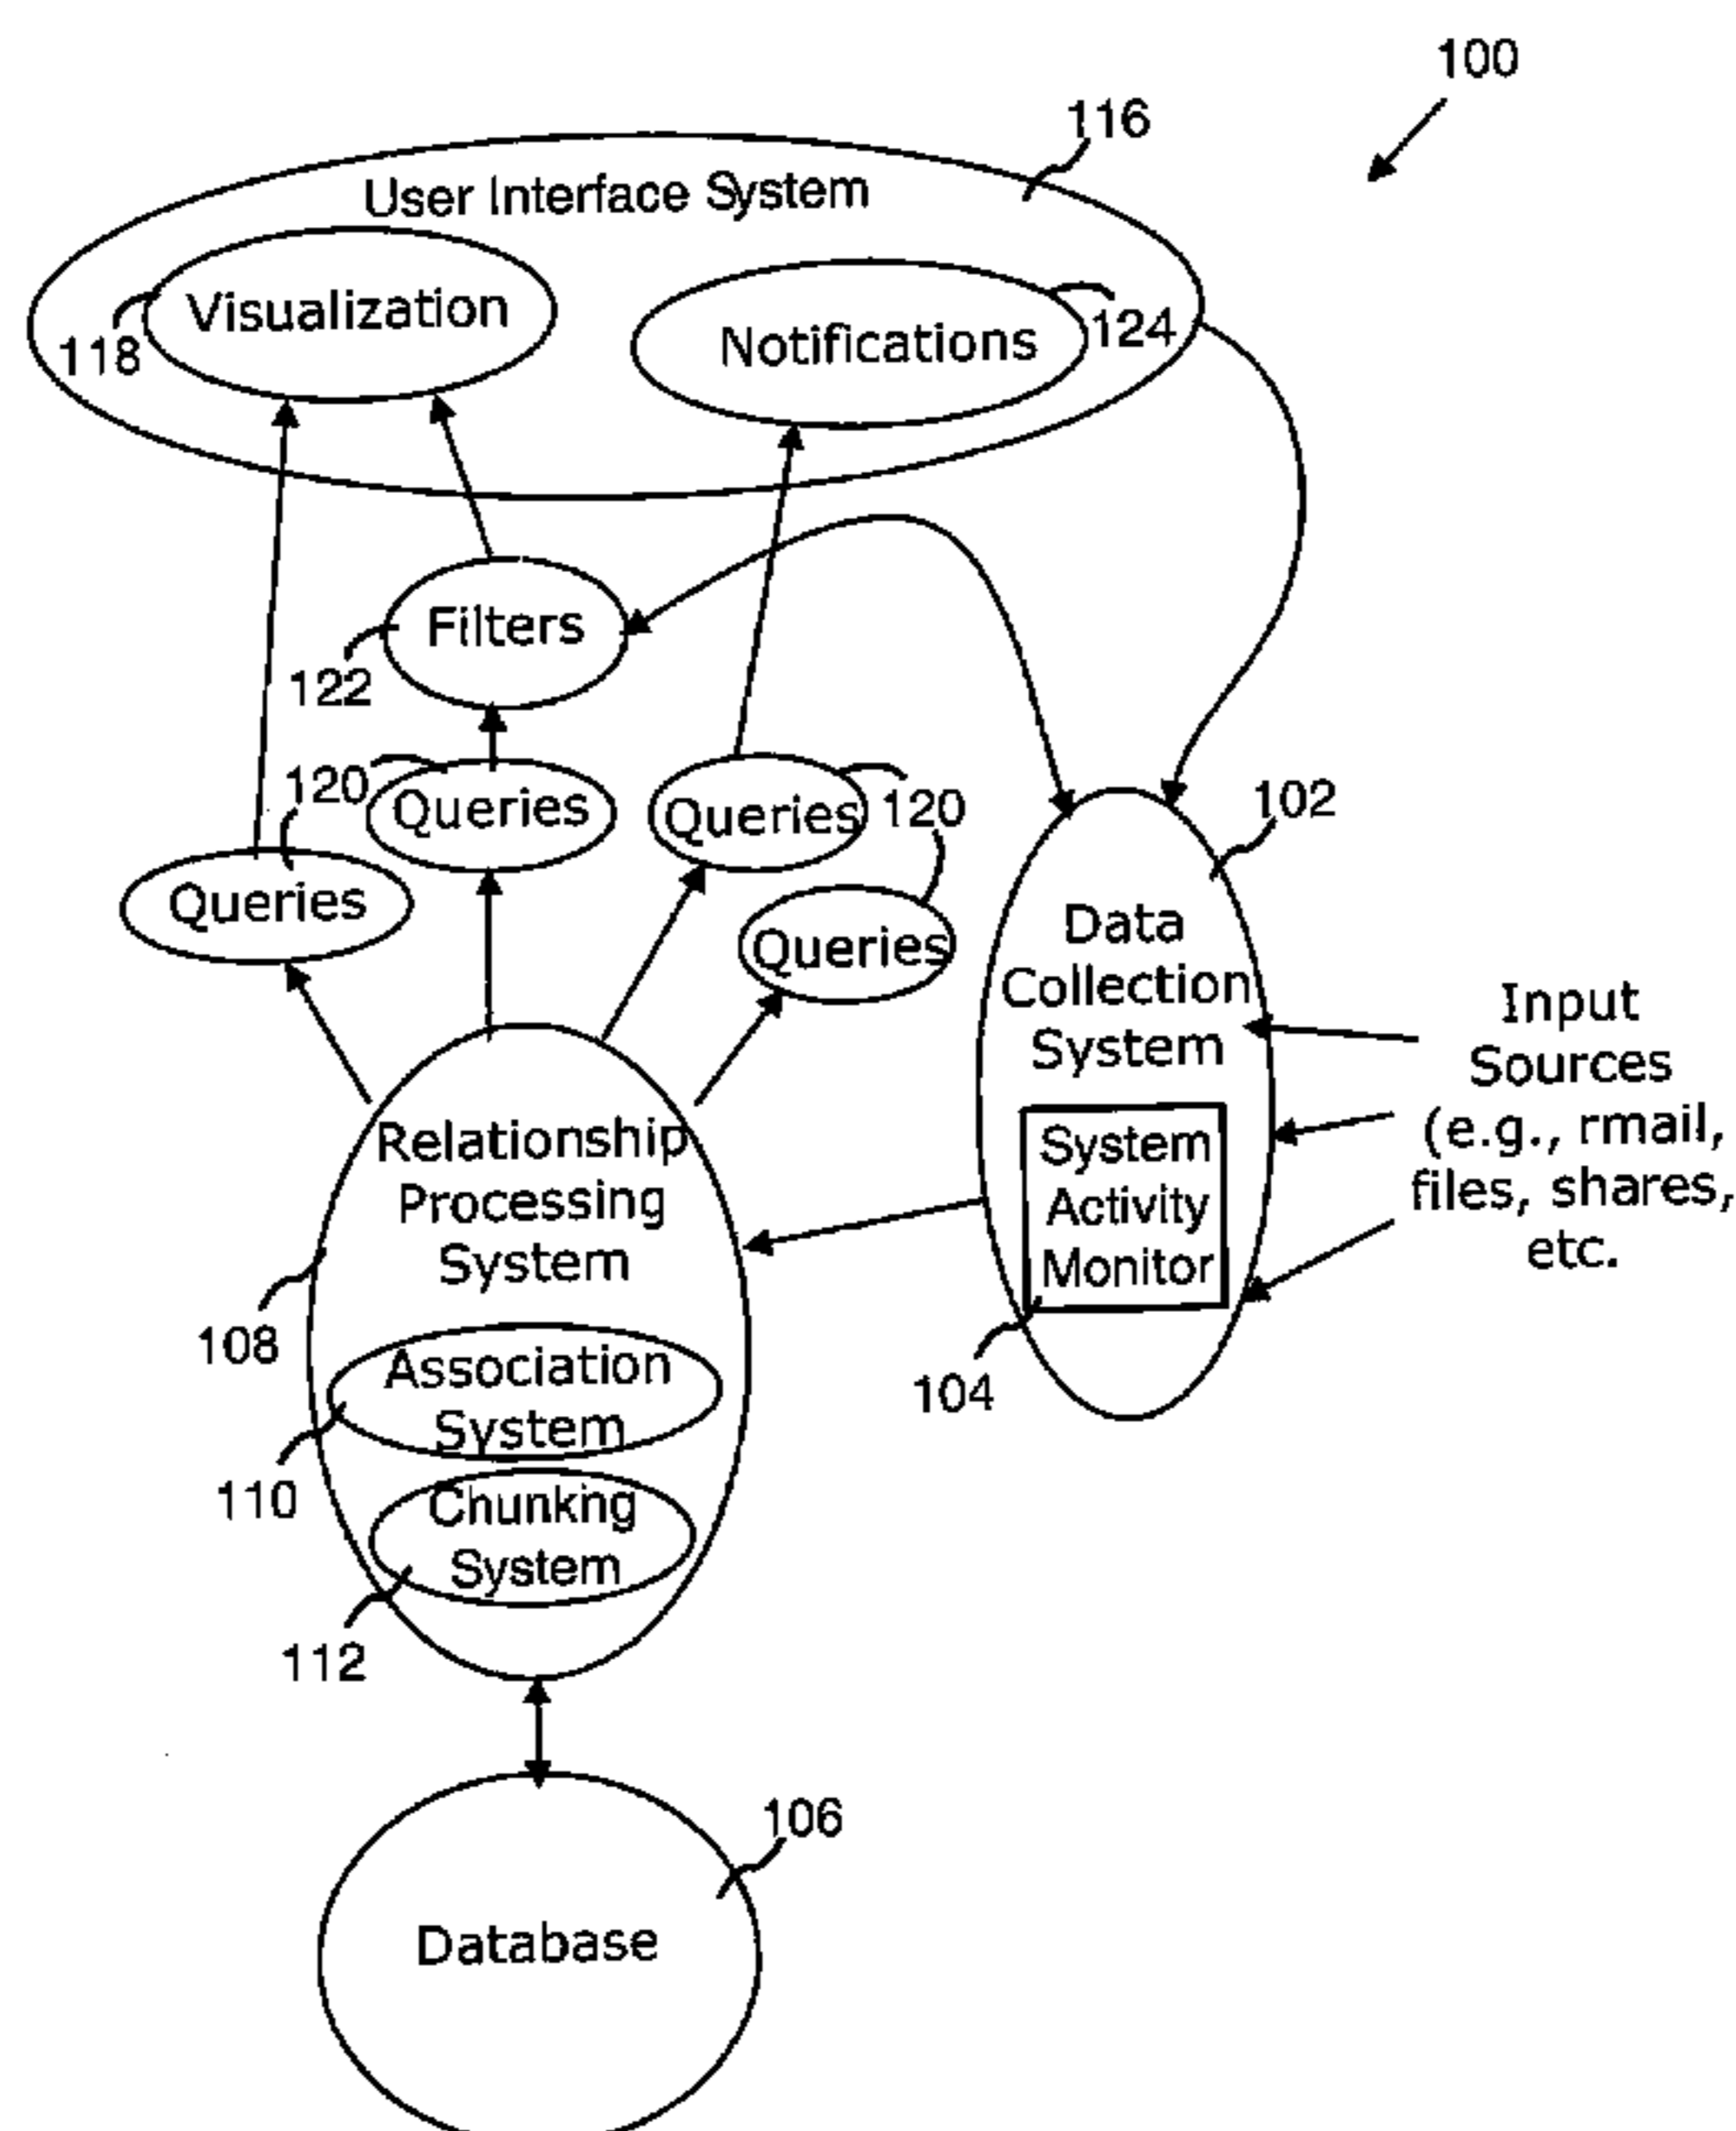 100
116
User Interface System
Visualization
118
Notifications
124
Filters
122
120
Queries
Queries
120
Queries
Queries
102
Data
Collection
System
System
Activity
Monitor
104
Input
Sources
(e.g., rmail,
files, shares,
etc.
Relationship
Processing
System
108
Association
System
110
Chunking
System
112
106
Database